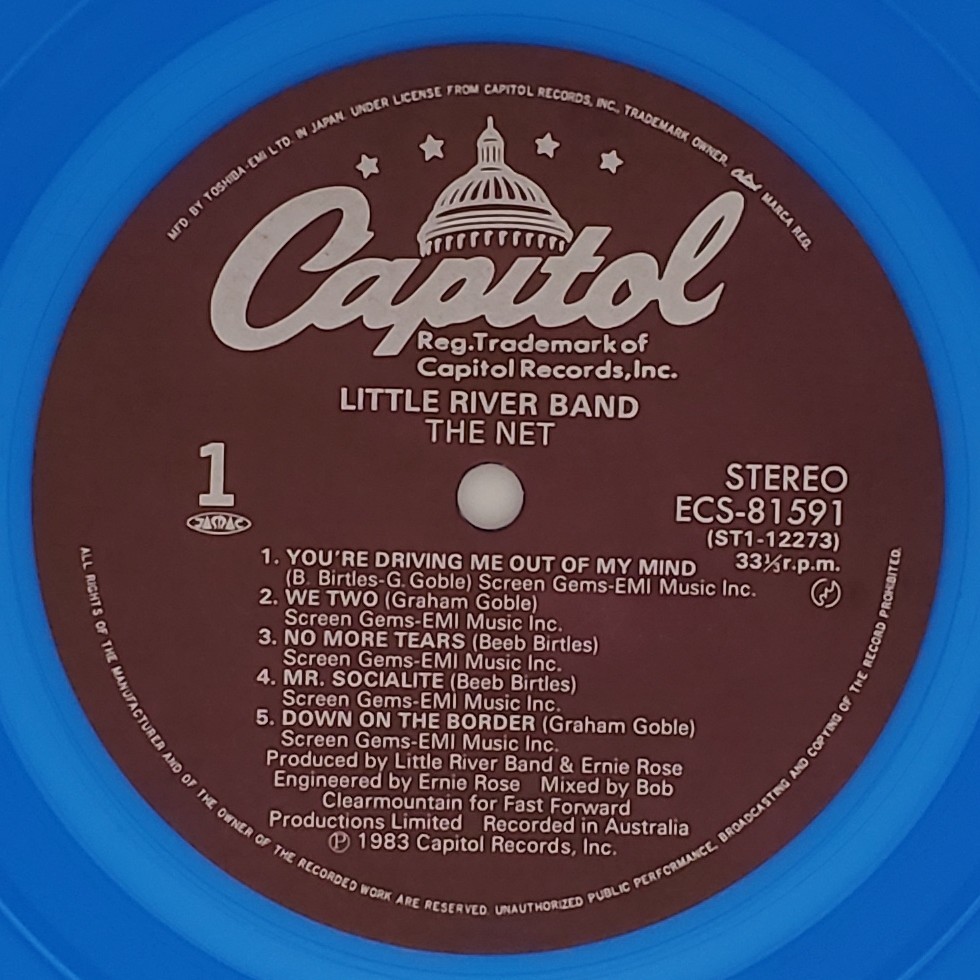 MFD. BY TOSHIBA-EMI LTD. IN JAPAN. UNDER LICENSE FROM CAPITOL RECORDS, INC., TRADEMARK OWNER. Capitol MARCA REG.
Capitol
Reg.Trademark of
Capitol Records,Inc.
LITTLE RIVER BAND
THE NET
1
JASRAC
STEREO
ECS-81591
(ST1-12273)
33⅓r.p.m.
1. YOU'RE DRIVING ME OUT OF MY MIND
(B. Birtles-G. Goble) Screen Gems-EMI Music Inc.
2. WE TWO (Graham Goble)
Screen Gems-EMI Music Inc.
3. NO MORE TEARS (Beeb Birtles)
Screen Gems-EMI Music Inc.
4. MR. SOCIALITE (Beeb Birtles)
Screen Gems-EMI Music Inc.
5. DOWN ON THE BORDER (Graham Goble)
Screen Gems-EMI Music Inc.
Produced by Little River Band & Ernie Rose
Engineered by Ernie Rose Mixed by Bob
Clearmountain for Fast Forward
Productions Limited Recorded in Australia
℗ 1983 Capitol Records, Inc.
ALL RIGHTS OF THE MANUFACTURER AND OF THE OWNER OF THE RECORDED WORK ARE RESERVED. UNAUTHORIZED PUBLIC PERFORMANCE, BROADCASTING AND COPYING OF THE RECORD PROHIBITED.